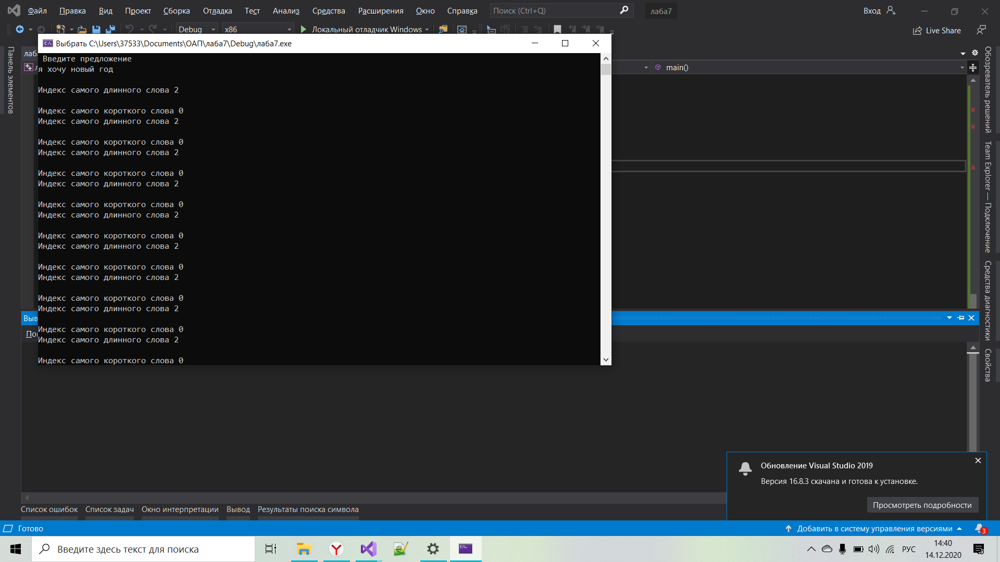 Файл Правка Вид Проект Сборка Отладка Тест Анализ Средства Расширения Окно Справка Поиск (Ctrl+Q) лаба7 Вход
Debug x86 Локальный отладчик Windows Live Share
Выбрать C:\Users\37533\Documents\ОАП\лаба7\Debug\лаба7.exe
main()
Введите предложение
я хочу новый год
Индекс самого длинного слова 2
Индекс самого короткого слова 0
Индекс самого длинного слова 2
Индекс самого короткого слова 0
Индекс самого длинного слова 2
Индекс самого короткого слова 0
Индекс самого длинного слова 2
Индекс самого короткого слова 0
Индекс самого длинного слова 2
Индекс самого короткого слова 0
Индекс самого длинного слова 2
Индекс самого короткого слова 0
Индекс самого длинного слова 2
Индекс самого короткого слова 0
Индекс самого длинного слова 2
Индекс самого короткого слова 0
Индекс самого длинного слова 2
Индекс самого короткого слова 0
Панель элементов
Обозреватель решений
Team Explorer — Подключение
Средства диагностики
Свойства
Обновление Visual Studio 2019
Версия 16.8.3 скачана и готова к установке.
Просмотреть подробности
Список ошибок Список задач Окно интерпретации Вывод Результаты поиска символа
Готово Добавить в систему управления версиями 3
Введите здесь текст для поиска РУС 14:40
14.12.2020